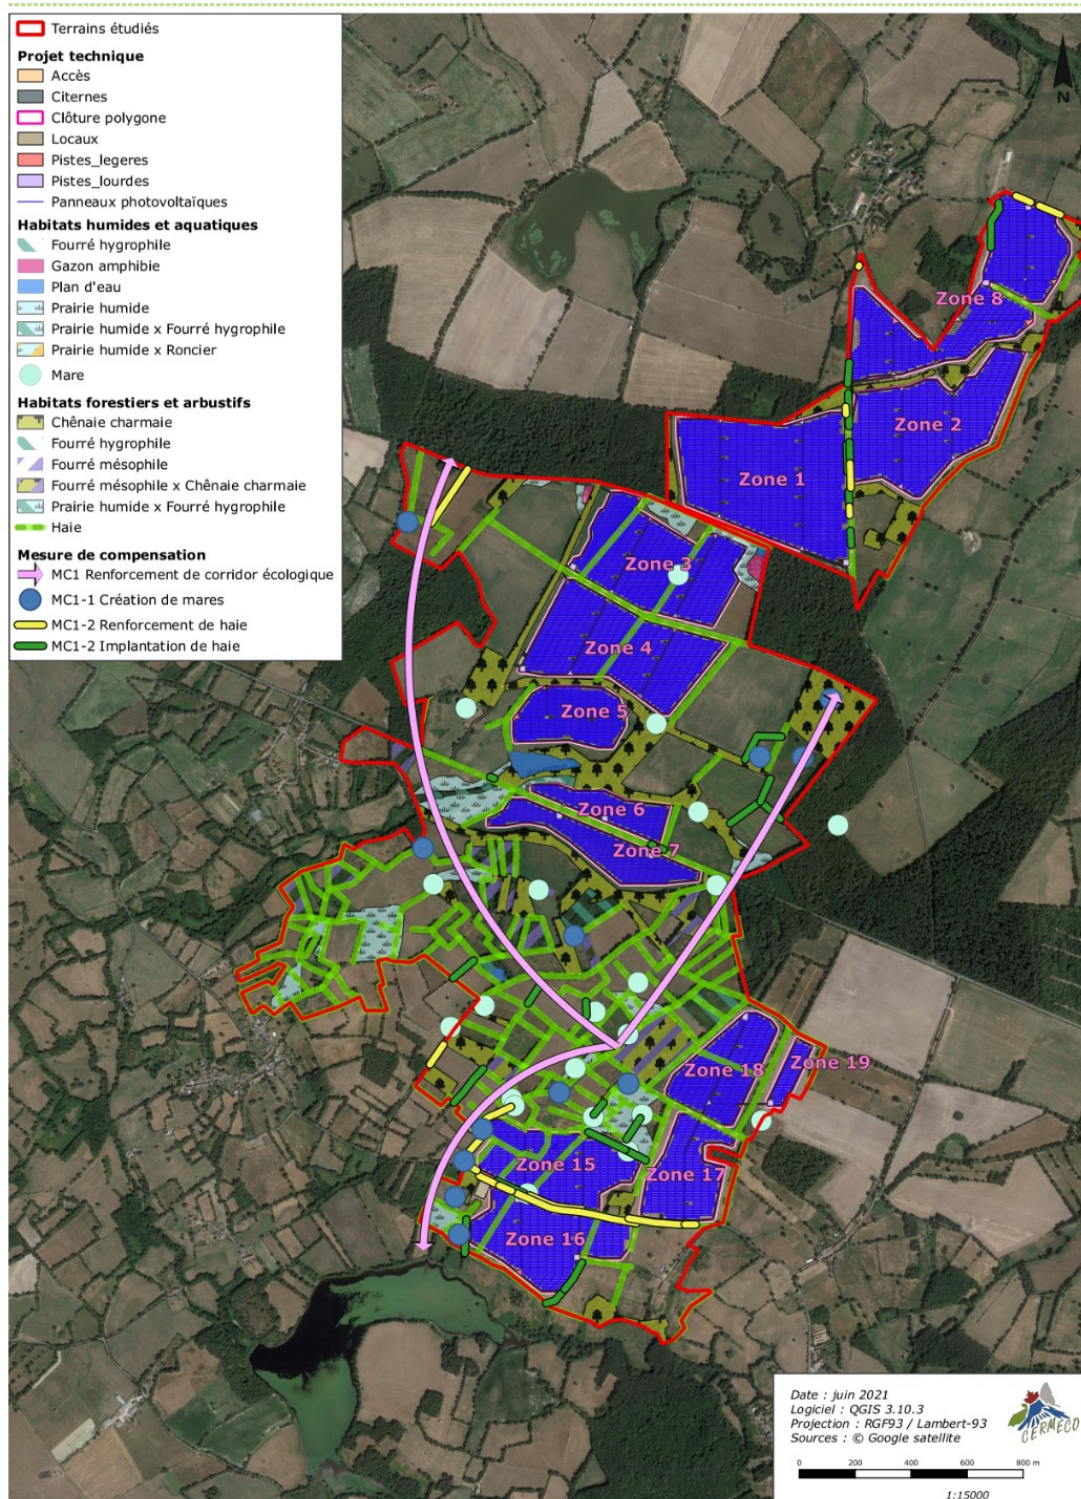 Terrains étudiés
Projet technique
Accès
Citernes
Clôture polygone
Locaux
Pistes_legeres
Pistes_lourdes
Panneaux photovoltaïques
Habitats humides et aquatiques
Fourré hygrophile
Gazon amphibie
Plan d'eau
Prairie humide
Prairie humide x Fourré hygrophile
Prairie humide x Roncier
Mare
Habitats forestiers et arbustifs
Chênaie charmaie
Fourré hygrophile
Fourré mésophile
Fourré mésophile x Chênaie charmaie
Prairie humide x Fourré hygrophile
Haie
Mesure de compensation
MC1 Renforcement de corridor écologique
MC1-1 Création de mares
MC1-2 Renforcement de haie
MC1-2 Implantation de haie
N
Zone 8
Zone 2
Zone 1
Zone 3
Zone 4
Zone 5
Zone 6
Zone 7
Zone 18
Zone 19
Zone 15
Zone 17
Zone 16
Date : juin 2021
Logiciel : QGIS 3.10.3
Projection : RGF93 / Lambert-93
Sources : © Google satellite
CERMECO
0 200 400 600 800 m
1:15000